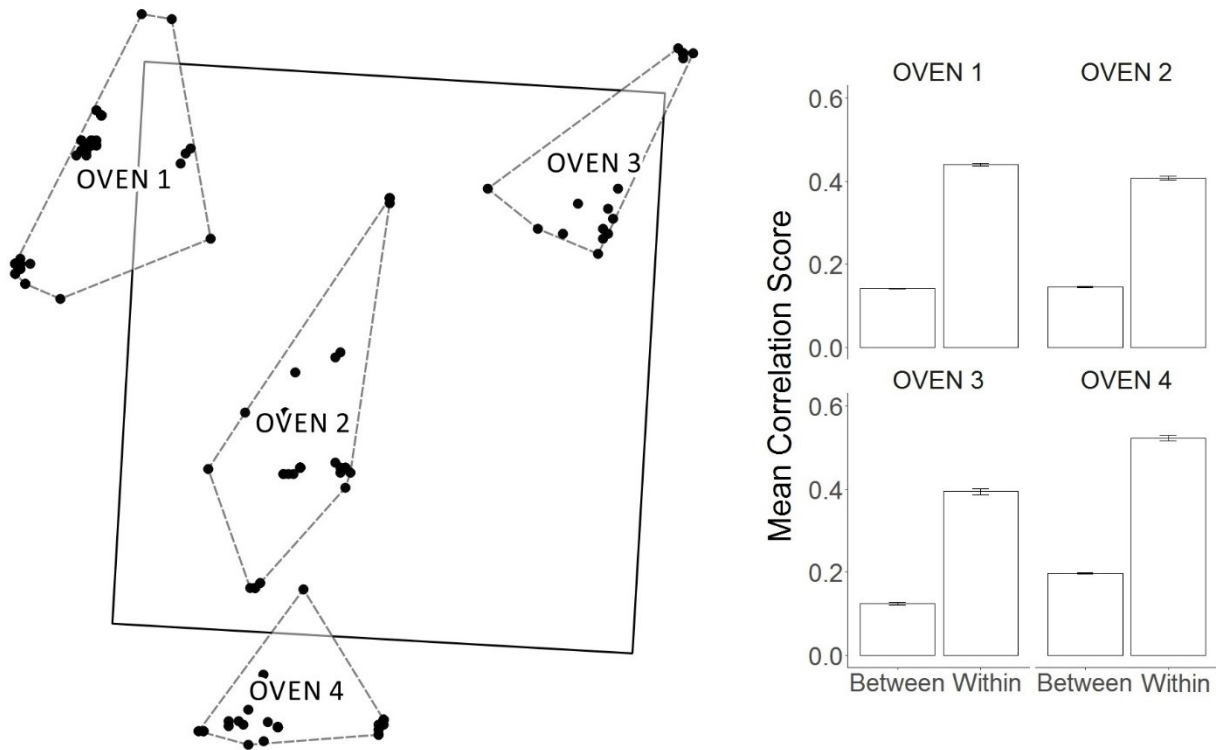 OVEN 1
OVEN 2
OVEN 3
OVEN 4
Mean Correlation Score
OVEN 1 OVEN 2
0.6
0.4
0.2
0.0
OVEN 3 OVEN 4
0.6
0.4
0.2
0.0
Between Within Between Within